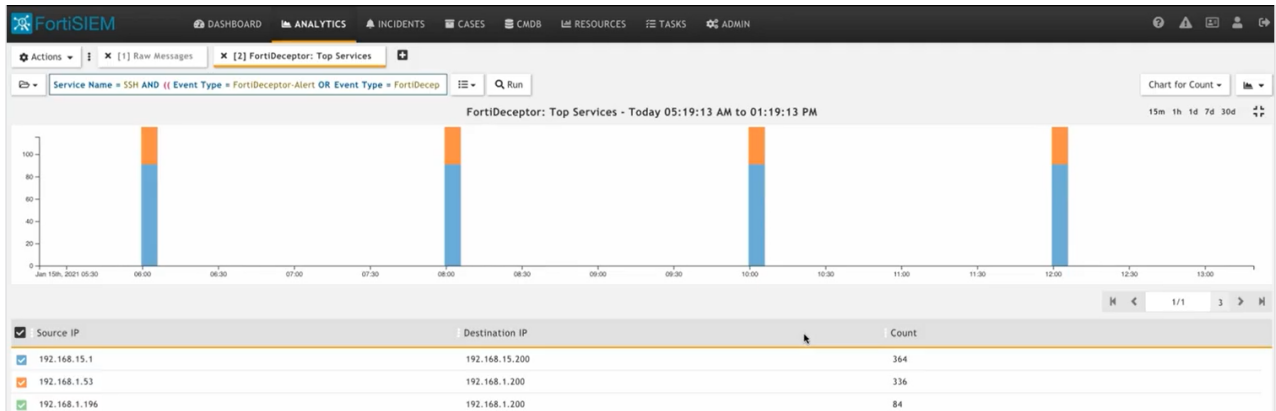 FortiSIEM DASHBOARD ANALYTICS INCIDENTS CASES CMDB RESOURCES TASKS ADMIN
Actions [1] Raw Messages [2] FortiDeceptor: Top Services
Service Name = SSH AND (( Event Type = FortiDeceptor-Alert OR Event Type = FortiDecep Run Chart for Count
FortiDeceptor: Top Services - Today 05:19:13 AM to 01:19:13 PM 15m 1h 1d 7d 30d
100
80
60
40
20
0
Jan 15th, 2021 05:30 06:00 06:30 07:00 07:30 08:00 08:30 09:00 09:30 10:00 10:30 11:00 11:30 12:00 12:30 13:00
1/1 3
Source IP Destination IP Count
192.168.15.1 192.168.15.200 364
192.168.1.53 192.168.1.200 336
192.168.1.196 192.168.1.200 84